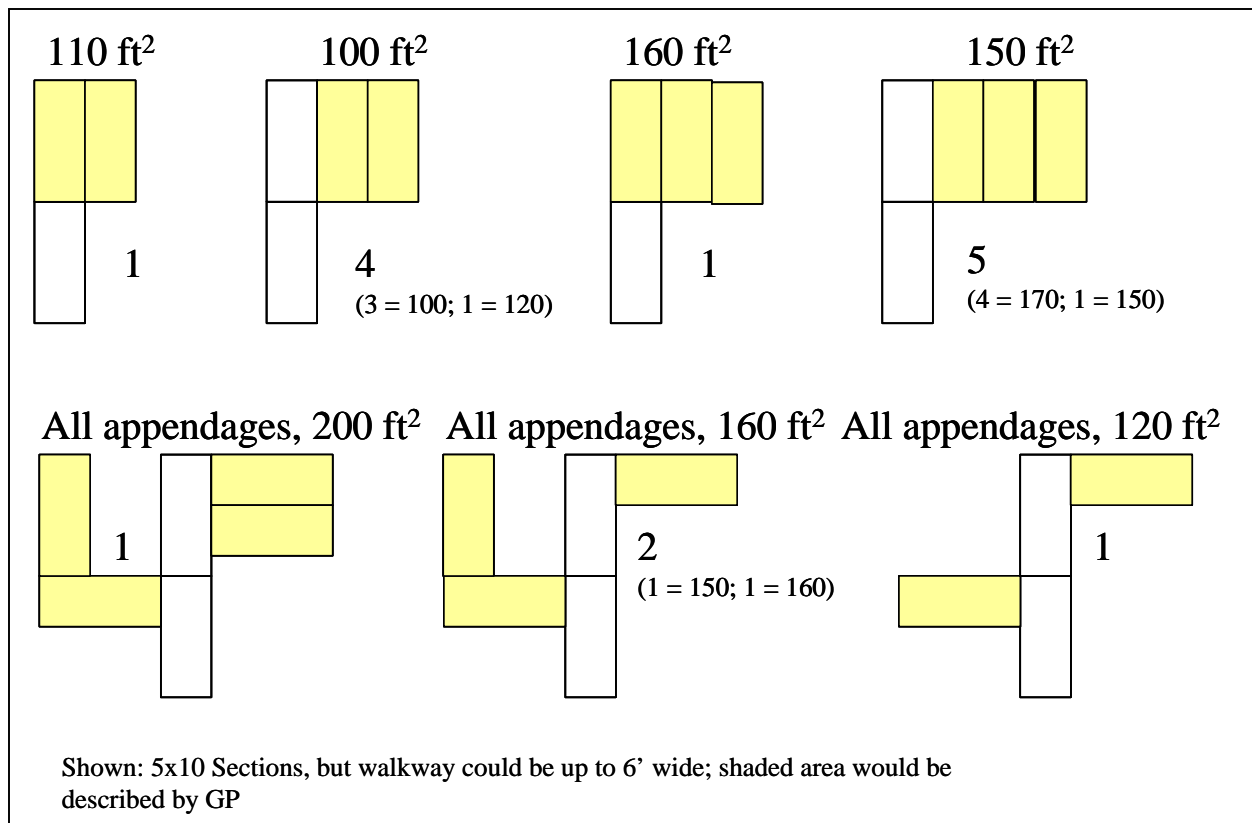 110 ft² 100 ft² 160 ft² 150 ft²
1 4 1 5
(3 = 100; 1 = 120) (4 = 170; 1 = 150)
All appendages, 200 ft² All appendages, 160 ft² All appendages, 120 ft²
1 2 1
(1 = 150; 1 = 160)
Shown: 5x10 Sections, but walkway could be up to 6’ wide; shaded area would be
described by GP